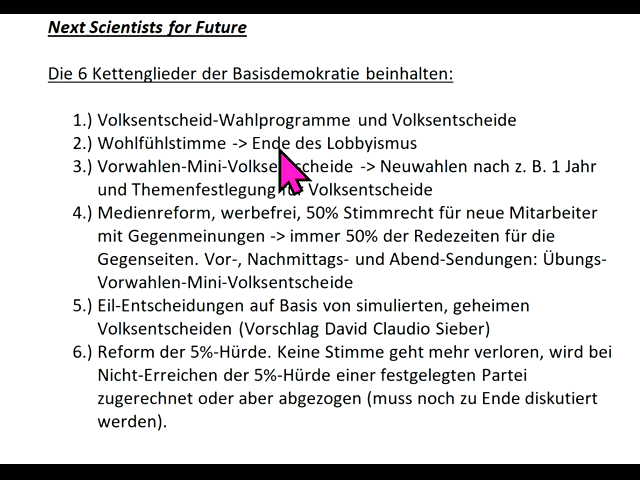 Next Scientists for Future
Die 6 Kettenglieder der Basisdemokratie beinhalten:
1.) Volksentscheid-Wahlprogramme und Volksentscheide
2.) Wohlfühlstimme -> Ende des Lobbyismus
3.) Vorwahlen-Mini-Volksentscheide -> Neuwahlen nach z. B. 1 Jahr
und Themenfestlegung für Volksentscheide
4.) Medienreform, werbefrei, 50% Stimmrecht für neue Mitarbeiter
mit Gegenmeinungen -> immer 50% der Redezeiten für die
Gegenseiten. Vor-, Nachmittags- und Abend-Sendungen: Übungs-
Vorwahlen-Mini-Volksentscheide
5.) Eil-Entscheidungen auf Basis von simulierten, geheimen
Volksentscheiden (Vorschlag David Claudio Sieber)
6.) Reform der 5%-Hürde. Keine Stimme geht mehr verloren, wird bei
Nicht-Erreichen der 5%-Hürde einer festgelegten Partei
zugerechnet oder aber abgezogen (muss noch zu Ende diskutiert
werden).